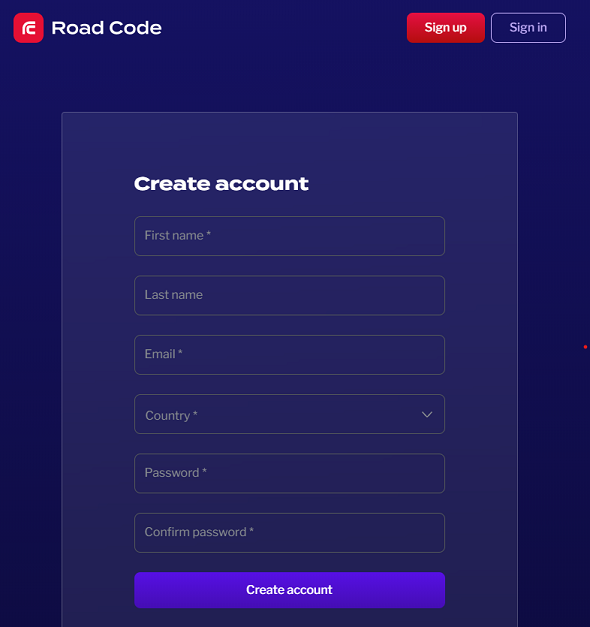 Road Code
Sign up
Sign in
Create account
First name *
Last name
Email *
Country *
Password *
Confirm password *
Create account